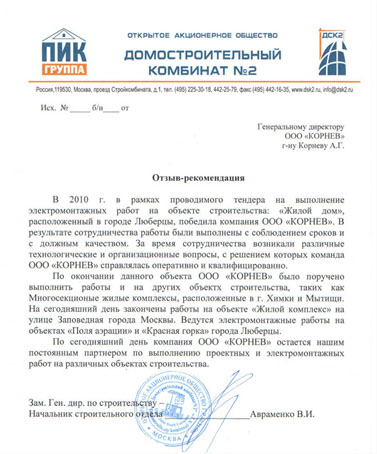 ПИК
ГРУППА
ОТКРЫТОЕ АКЦИОНЕРНОЕ ОБЩЕСТВО
ДОМОСТРОИТЕЛЬНЫЙ
КОМБИНАТ №2
ДСК2
Россия,119530, Москва, проезд Стройкомбината, д.1, тел. (495) 225-30-18, 442-25-79, факс (495) 442-16-35, www.dsk2.ru, info@dsk2.ru
Исх. № _____ б/н____ от
Генеральному директору
ООО «КОРНЕВ»
г-ну Корневу А.Г.
Отзыв-рекомендация
В 2010 г. в рамках проводимого тендера на выполнение
электромонтажных работ на объекте строительства: «Жилой дом»,
расположенный в городе Люберцы, победила компания ООО «КОРНЕВ». В
результате сотрудничества работы были выполнены с соблюдением сроков и
с должным качеством. За время сотрудничества возникали различные
технологические и организационные вопросы, с решением которых команда
ООО «КОРНЕВ» справлялась оперативно и квалифицированно.
По окончании данного объекта ООО «КОРНЕВ» было поручено
выполнить работы и на других объектх строительства, таких как
Многосекционые жилые комплексы, расположенные в г. Химки и Мытищи.
На сегодняшний день закончены работы на объекте «Жилой комплекс» на
улице Заповедная города Москвы. Ведутся электромонтажные работы на
объектах «Поля аэрации» и «Красная горка» города Люберцы.
По сегодняшний день компания ООО «КОРНЕВ» остается нашим
постоянным партнером по выполнению проектных и электромонтажных
работ на различных объектах строительства.
Зам. Ген. дир. по строительству –
Начальник строительного отдела Авраменко В.И.
МОСКВА